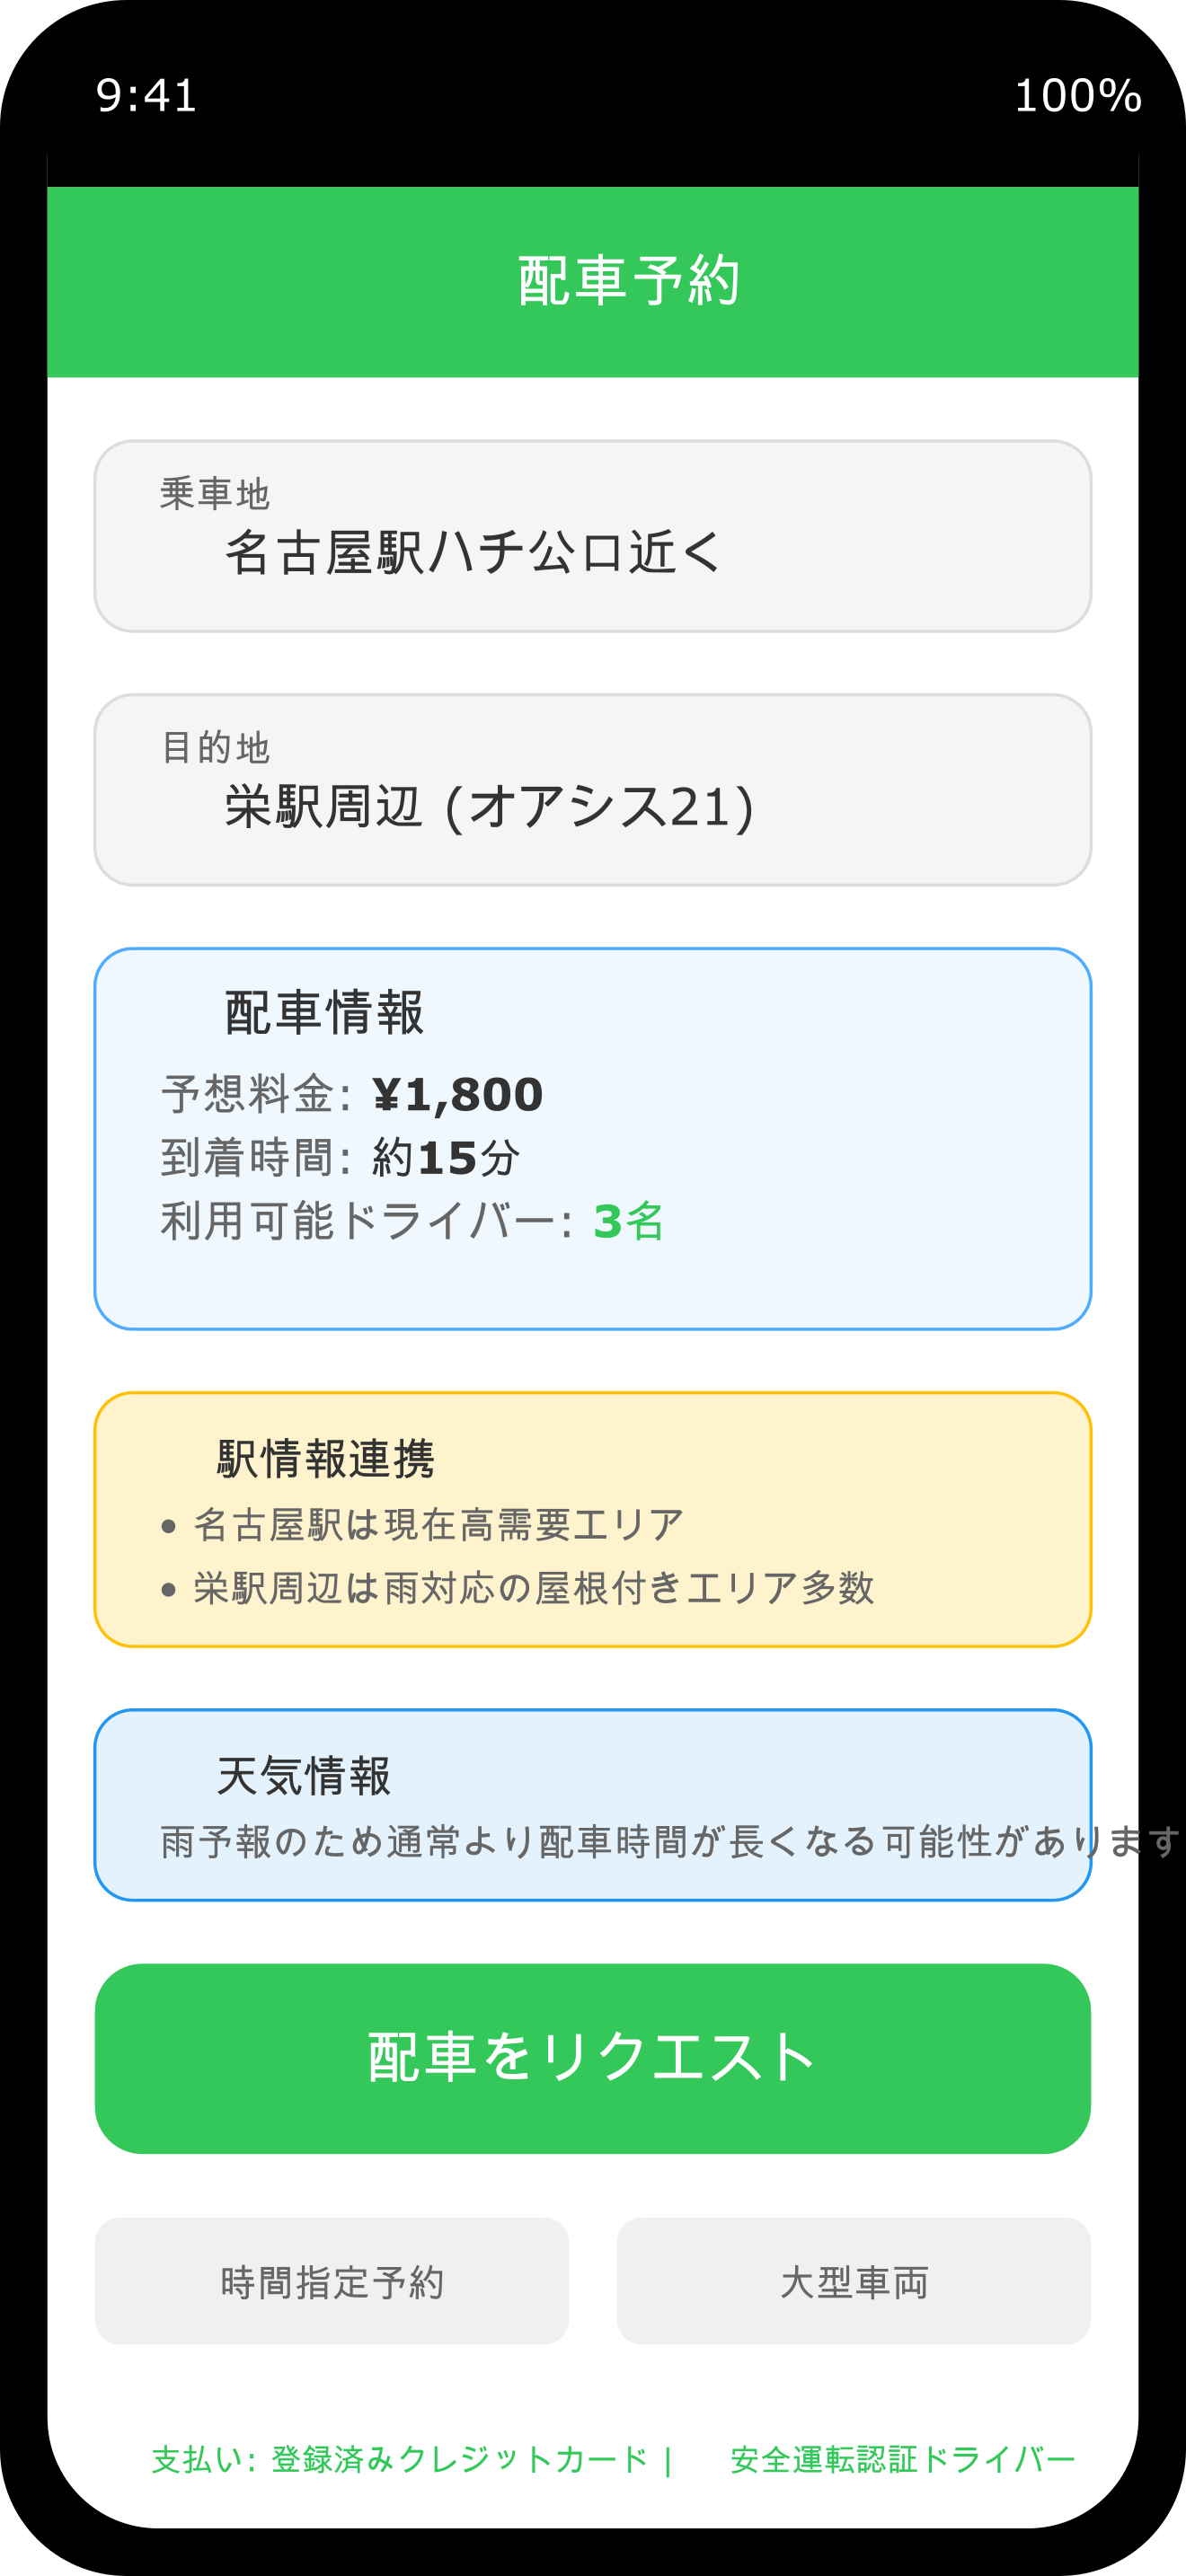 9:41
100%
配車予約
乗車地
名古屋駅ハチ公口近く
目的地
栄駅周辺 (オアシス21)
配車情報
予想料金: ¥1,800
到着時間: 約15分
利用可能ドライバー: 3名
駅情報連携
• 名古屋駅は現在高需要エリア
• 栄駅周辺は雨対応の屋根付きエリア多数
天気情報
雨予報のため通常より配車時間が長くなる可能性があります
配車をリクエスト
時間指定予約
大型車両
支払い: 登録済みクレジットカード | 安全運転認証ドライバー